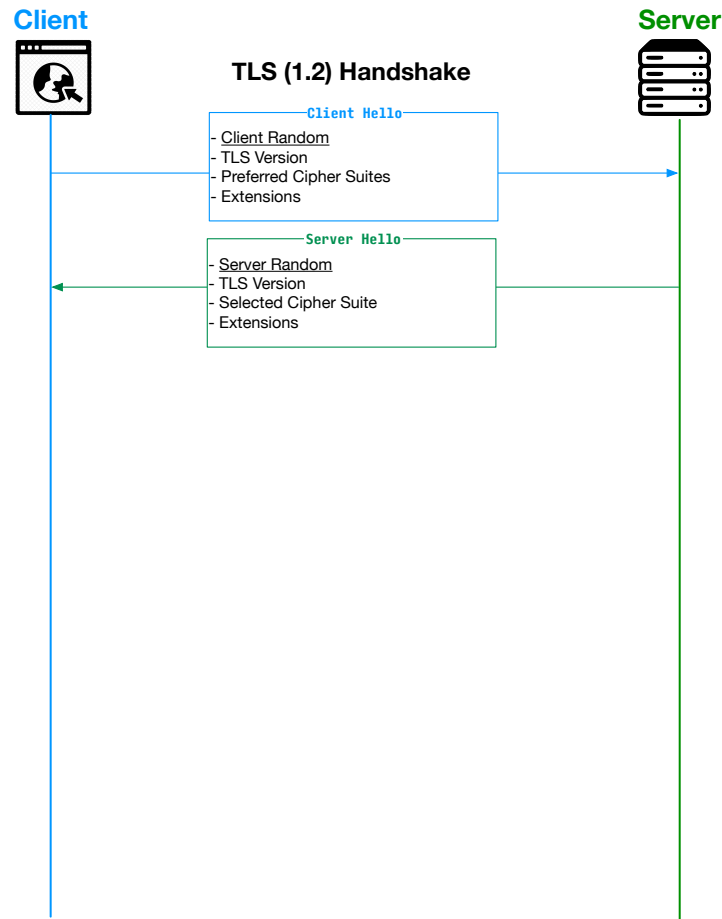 Client
Server
TLS (1.2) Handshake
Client Hello
- Client Random
- TLS Version
- Preferred Cipher Suites
- Extensions
Server Hello
- Server Random
- TLS Version
- Selected Cipher Suite
- Extensions